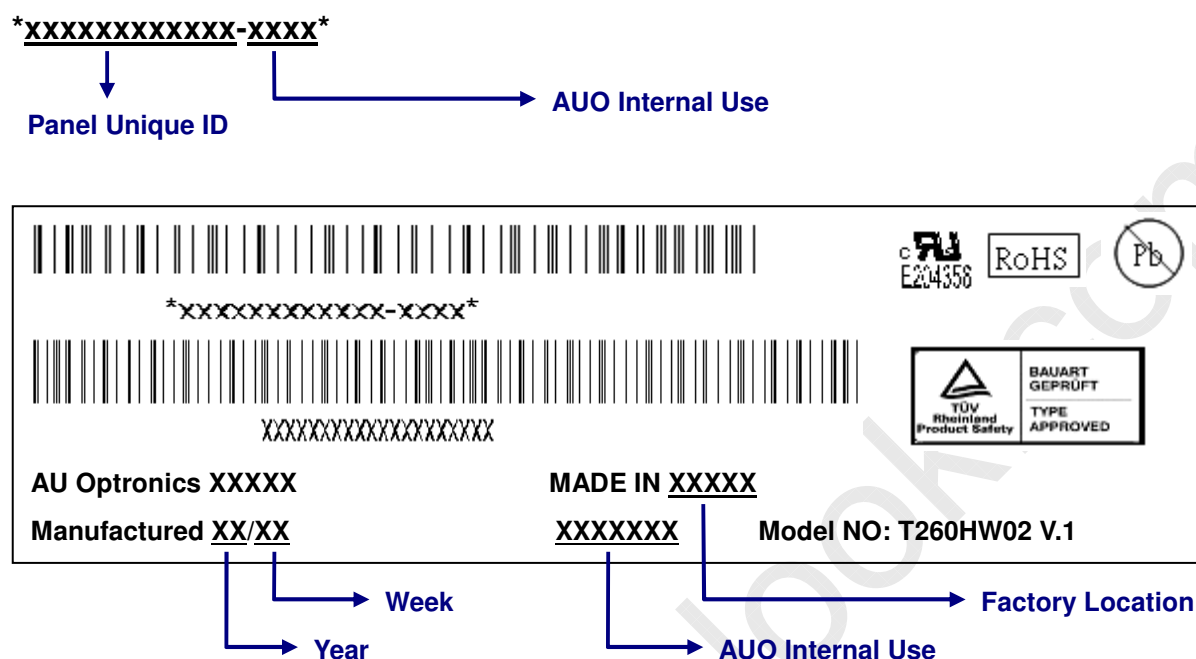 *xxxxxxxxxxxx-xxxx*
AUO Internal Use
Panel Unique ID
c RU
E204356
RoHS
Pb
*xxxxxxxxxxxx-xxxx*
XXXXXXXXXXXXXXXXXXXX
TÜV
Rheinland
Product Safety
BAUART
GEPRÜFT
TYPE
APPROVED
AU Optronics XXXXX
MADE IN XXXXX
Manufactured XX/XX
XXXXXXX
Model NO: T260HW02 V.1
Week
Factory Location
Year
AUO Internal Use